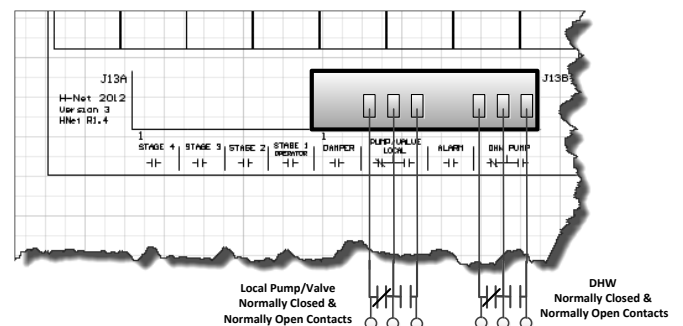 J13A
J13B
H-Net 2012
Version 3
HNet R1.4
1
1
STAGE 4
STAGE 3
STAGE 2
STAGE 1
OPERATOR
DAMPER
PUMP/VALVE
LOCAL
ALARM
DHW PUMP
Local Pump/Valve
Normally Closed &
Normally Open Contacts
DHW
Normally Closed &
Normally Open Contacts